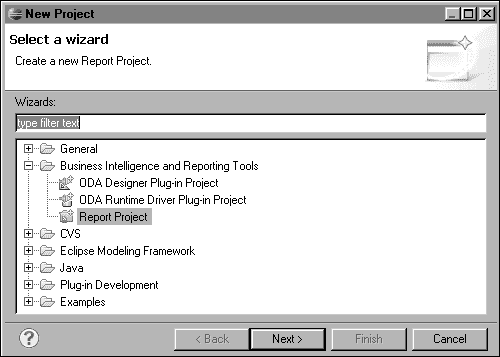 New Project
Select a wizard
Create a new Report Project.
Wizards:
type filter text
General
Business Intelligence and Reporting Tools
ODA Designer Plug-in Project
ODA Runtime Driver Plug-in Project
Report Project
CVS
Eclipse Modeling Framework
Java
Plug-in Development
Examples
? < Back Next > Finish Cancel